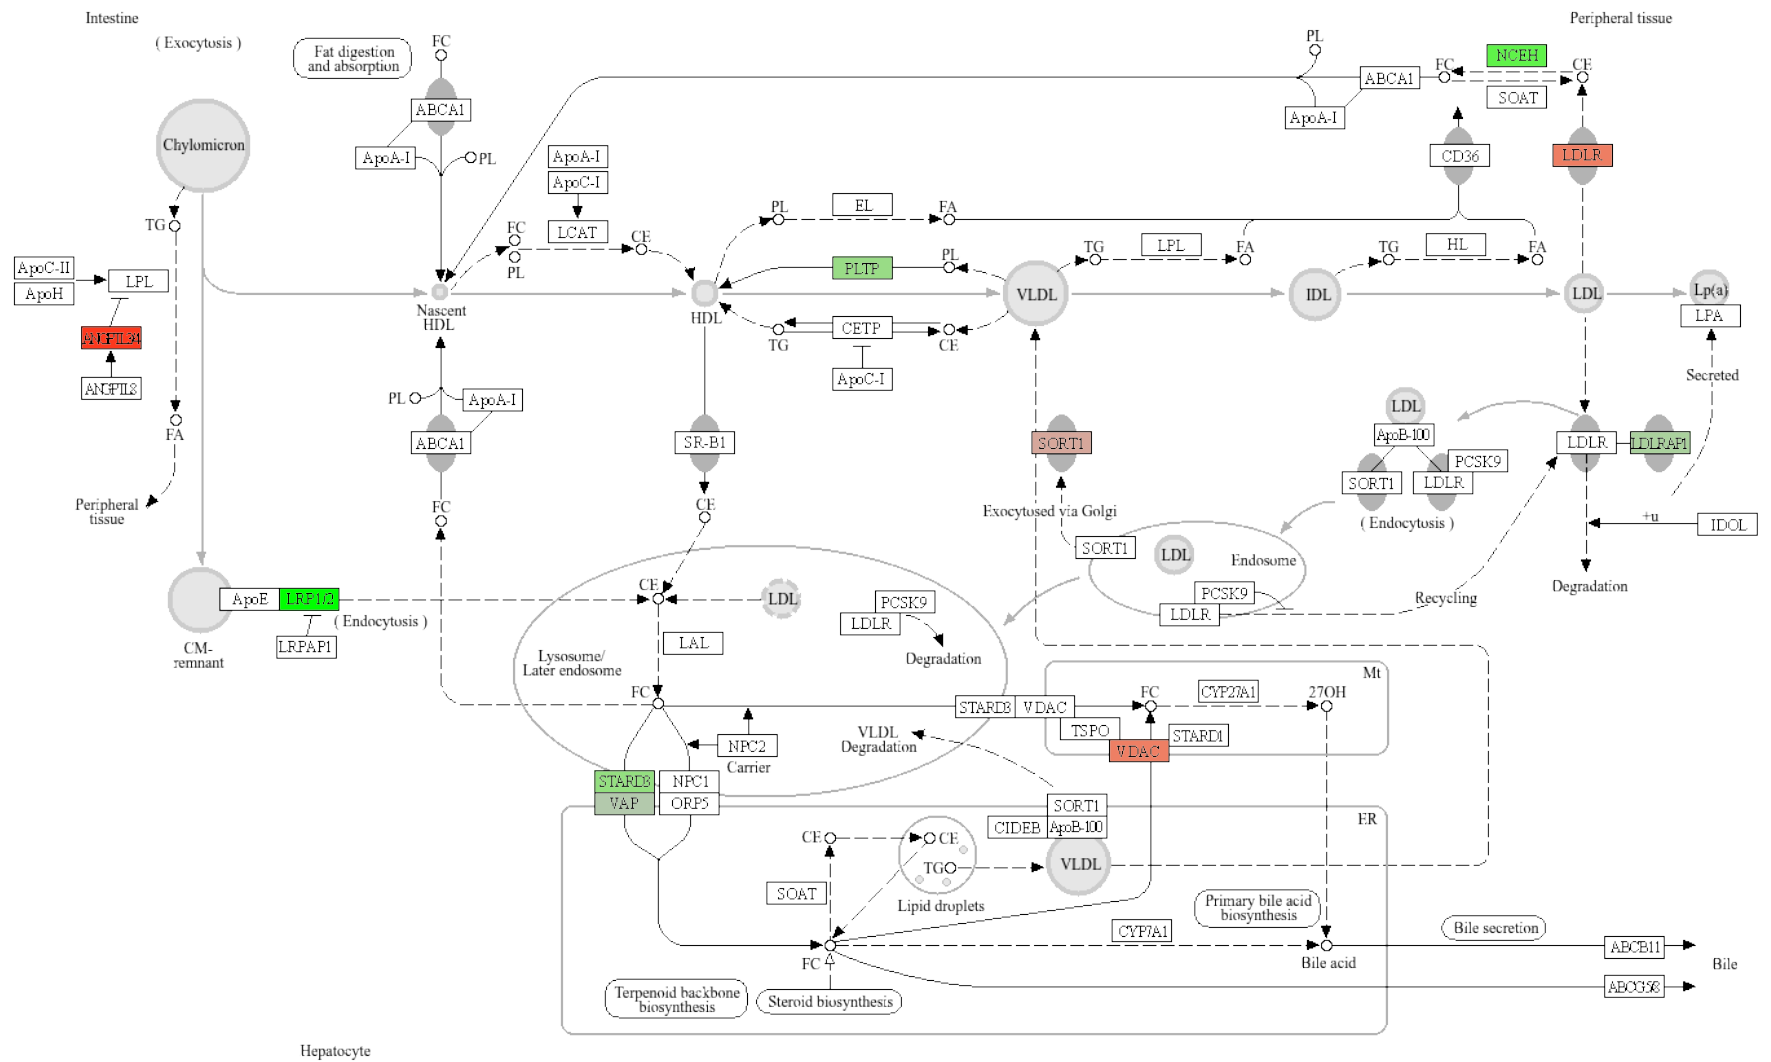 Intestine
( Exocytosis )
Fat digestion
and absorption
FC
ABCA1
ApoA-I
PL
Chylomicron
TG
ApoC-II
ApoH
LPL
ANGPTL8
FA
Peripheral
tissue
ApoA-I
ApoC-I
LCAT
FC
PL
CE
Nascent
HDL
HDL
PL
EL
FA
PLTP
PL
TG
CETP
CE
ApoC-I
VLDL
TG
LPL
FA
IDL
TG
HL
FA
LDL
Lp(a)
LPA
Peripheral tissue
PL
ApoA-I
ABCA1
FC
NCEH
SOAT
CE
CD36
LDLR
Secreted
PL
ApoA-I
ABCA1
FC
SR-B1
CE
SORT1
Exocytosed via Golgi
LDL
ApoB-100
SORT1
PCSK9
LDLR
( Endocytosis )
LDLR
LDLRAP1
+u
IDOL
Degradation
SORT1
LDL
Endosome
PCSK9
LDLR
Recycling
ApoE
LRP1/2
( Endocytosis )
LRPAP1
CM-
remnant
CE
LDL
LAL
PCSK9
LDLR
Degradation
Lysosome/
Later endosome
FC
NPC2
Carrier
STARD3
VDAC
FC
CYP27A1
27OH
Mt
TSPO
VDAC
STARD1
VLDL
Degradation
STARD3
NPC1
VAP
ORP5
SORT1
CIDEB
ApoB-100
VLDL
ER
CE
CE
TG
SOAT
Lipid droplets
FC
CYP7A1
Primary bile acid
biosynthesis
Bile acid
Bile secretion
ABCB11
ABCG58
Bile
Terpenoid backbone
biosynthesis
Steroid biosynthesis
Hepatocyte